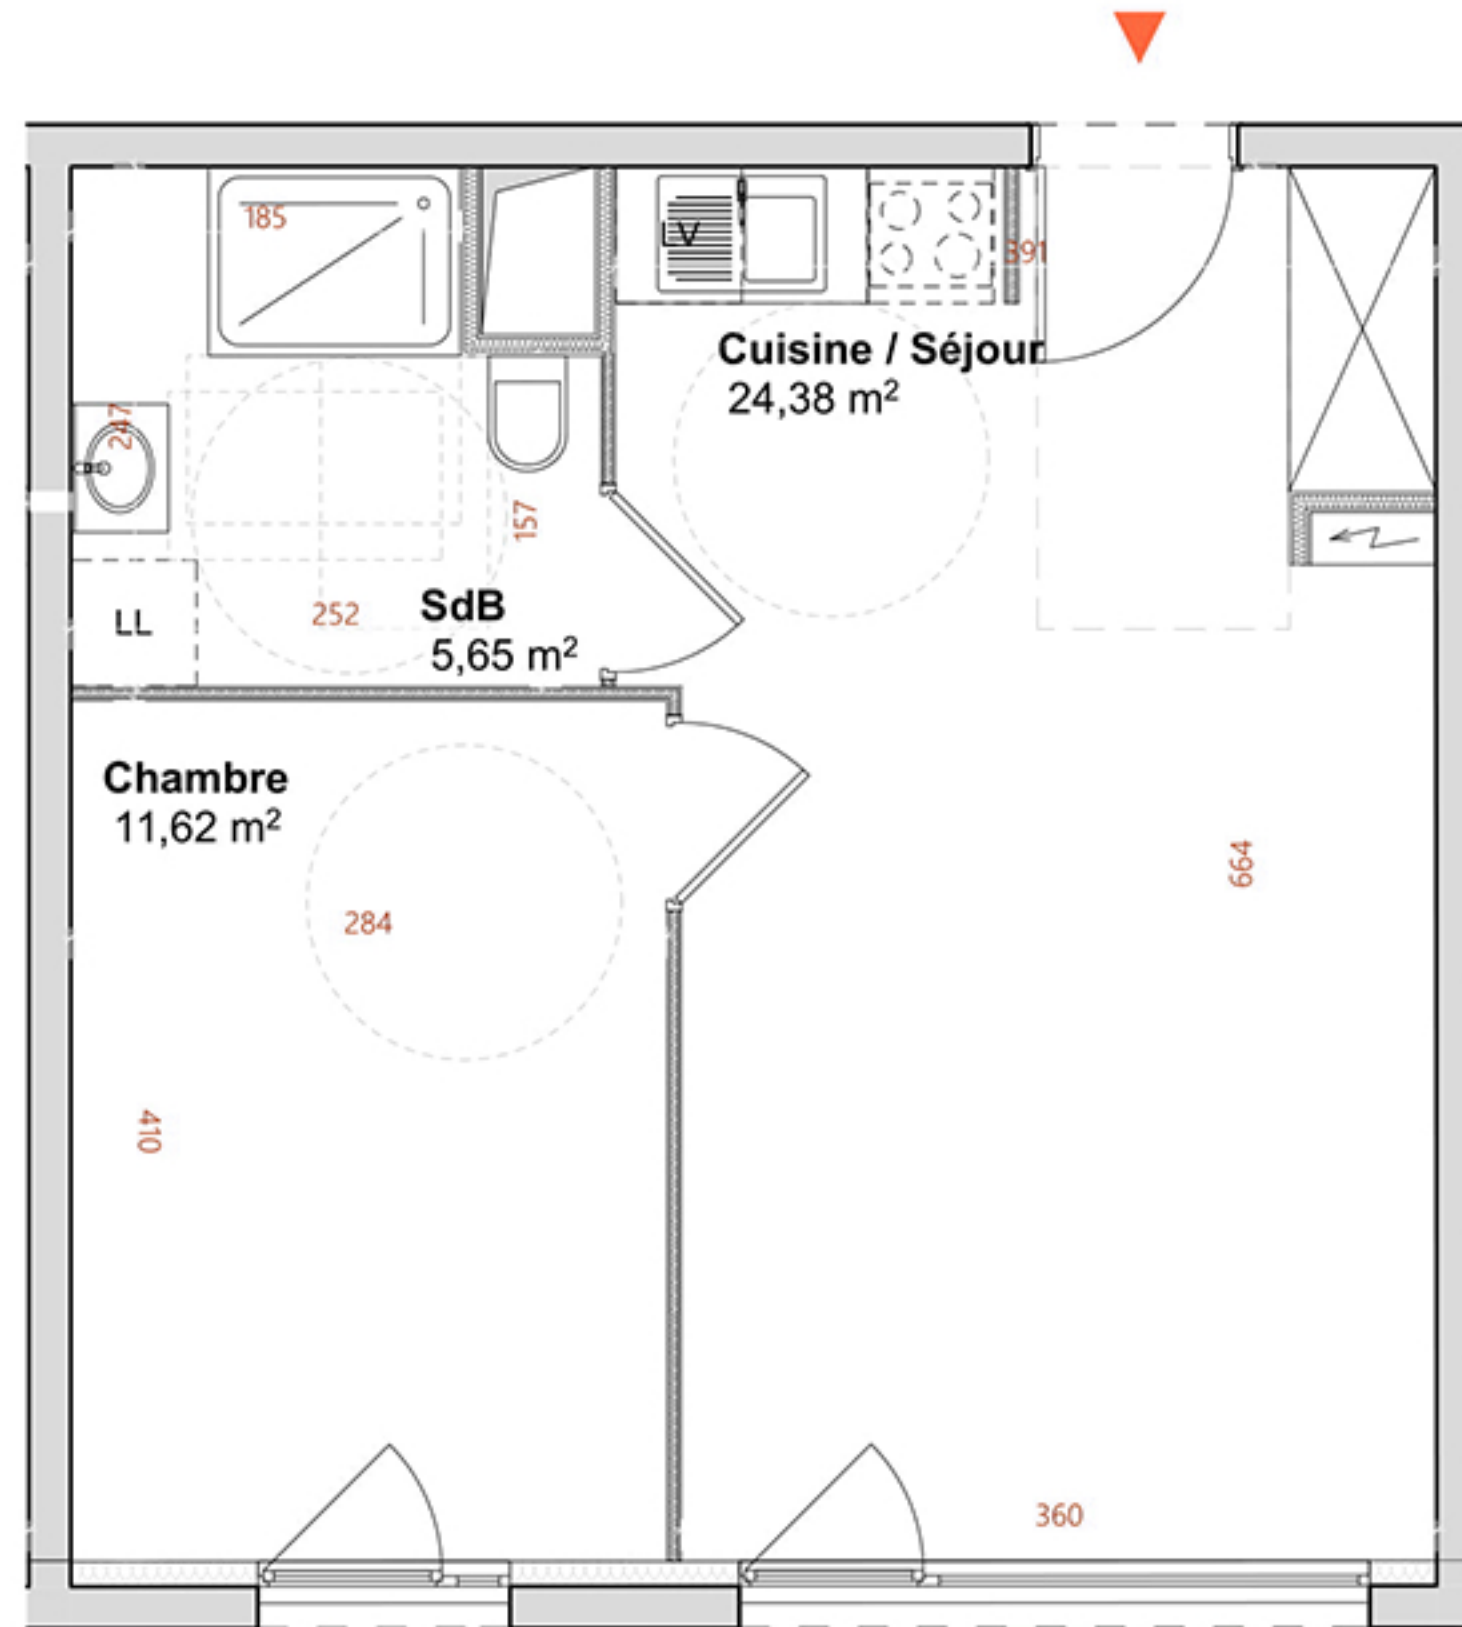 185
LV
391
Cuisine / Séjour
24,38 m²
247
157
252
SdB
5,65 m²
LL
Chambre
11,62 m²
284
664
410
360